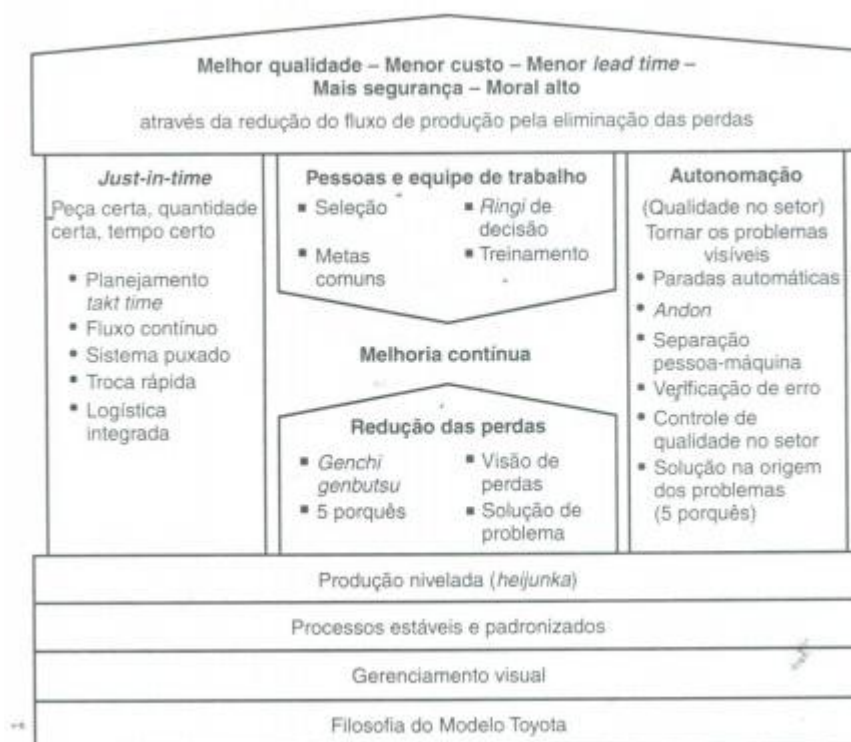 Melhor qualidade – Menor custo – Menor lead time –
Mais segurança – Moral alto
através da redução do fluxo de produção pela eliminação das perdas
Just-in-time
Peça certa, quantidade
certa, tempo certo
▪ Planejamento
takt time
▪ Fluxo contínuo
▪ Sistema puxado
▪ Troca rápida
▪ Logística
integrada
Pessoas e equipe de trabalho
▪ Seleção
▪ Metas
comuns
▪ Ringi de
decisão
▪ Treinamento
Melhoria contínua
Redução das perdas
▪ Genchi
genbutsu
▪ 5 porquês
▪ Visão de
perdas
▪ Solução de
problema
Autonomação
(Qualidade no setor)
Tornar os problemas
visíveis
▪ Paradas automáticas
▪ Andon
▪ Separação
pessoa-máquina
▪ Verificação de erro
▪ Controle de
qualidade no setor
▪ Solução na origem
dos problemas
(5 porquês)
Produção nivelada (heijunka)
Processos estáveis e padronizados
Gerenciamento visual
Filosofia do Modelo Toyota